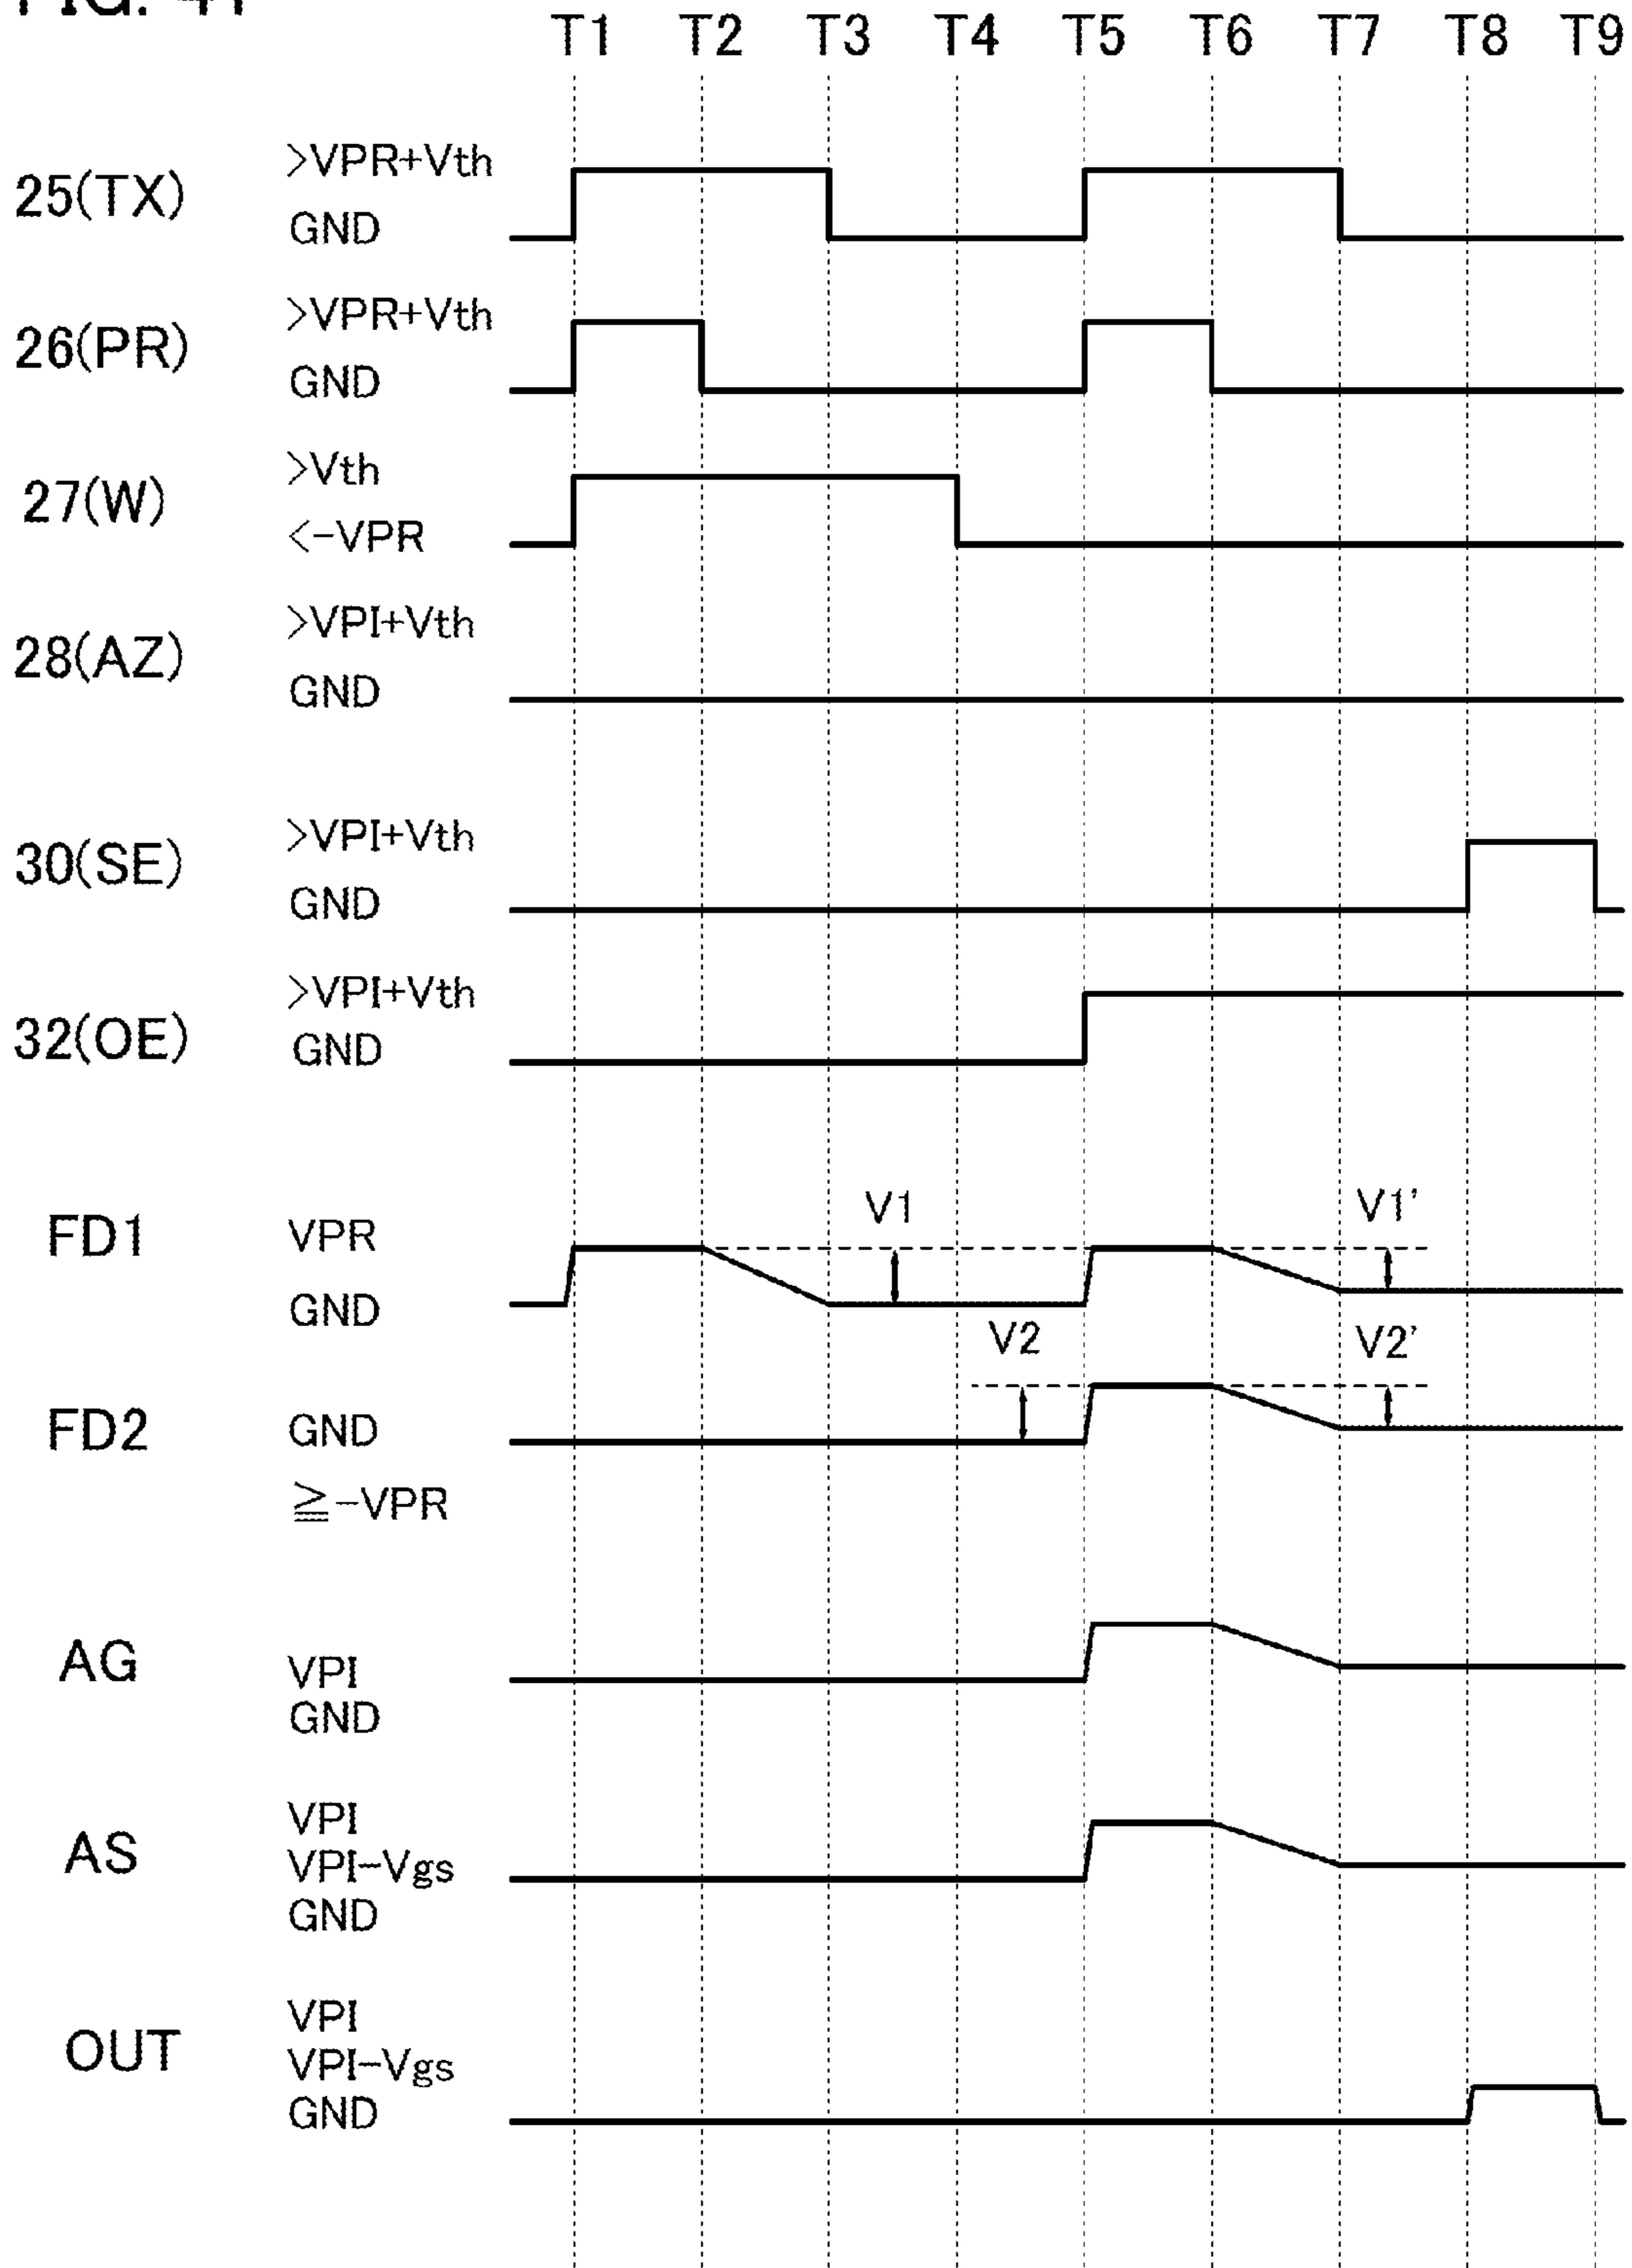 T1 T2 T3 T4 T5 T6 T7 T8 T9
25(TX)
>VPR+Vth
GND
26(PR)
>VPR+Vth
GND
27(W)
>Vth
<-VPR
28(AZ)
>VPI+Vth
GND
30(SE)
>VPI+Vth
GND
32(OE)
>VPI+Vth
GND
FD1
VPR
GND
V1
V1'
FD2
GND
≧-VPR
V2
V2'
AG
VPI
GND
AS
VPI
VPI-Vgs
GND
OUT
VPI
VPI-Vgs
GND